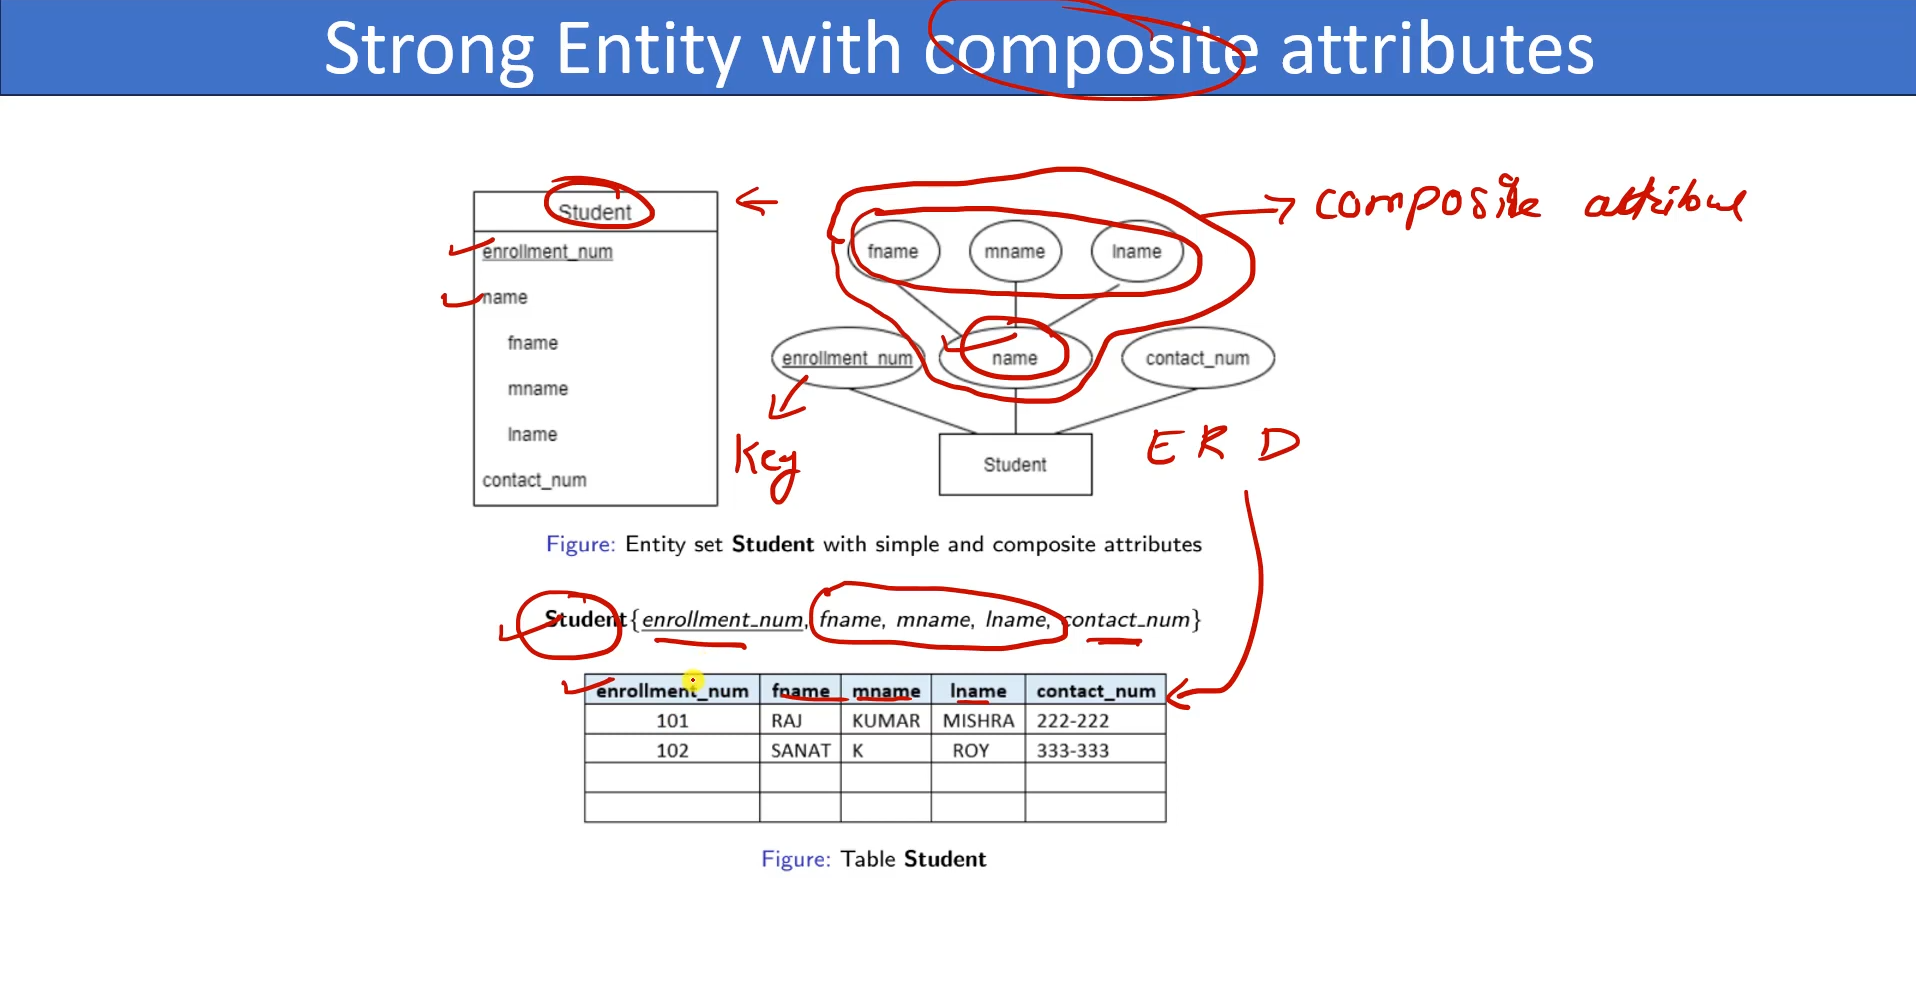 Strong Entity with composite attributes
Student
enrollment_num
name
fname
mname
lname
contact_num
fname mname lname
composite attribue
enrollment_num name contact_num
Key
Student
E R D
Figure: Entity set Student with simple and composite attributes
Student{enrollment_num, fname, mname, lname, contact_num}
enrollment_num fname mname lname contact_num
101 RAJ KUMAR MISHRA 222-222
102 SANAT K ROY 333-333
Figure: Table Student